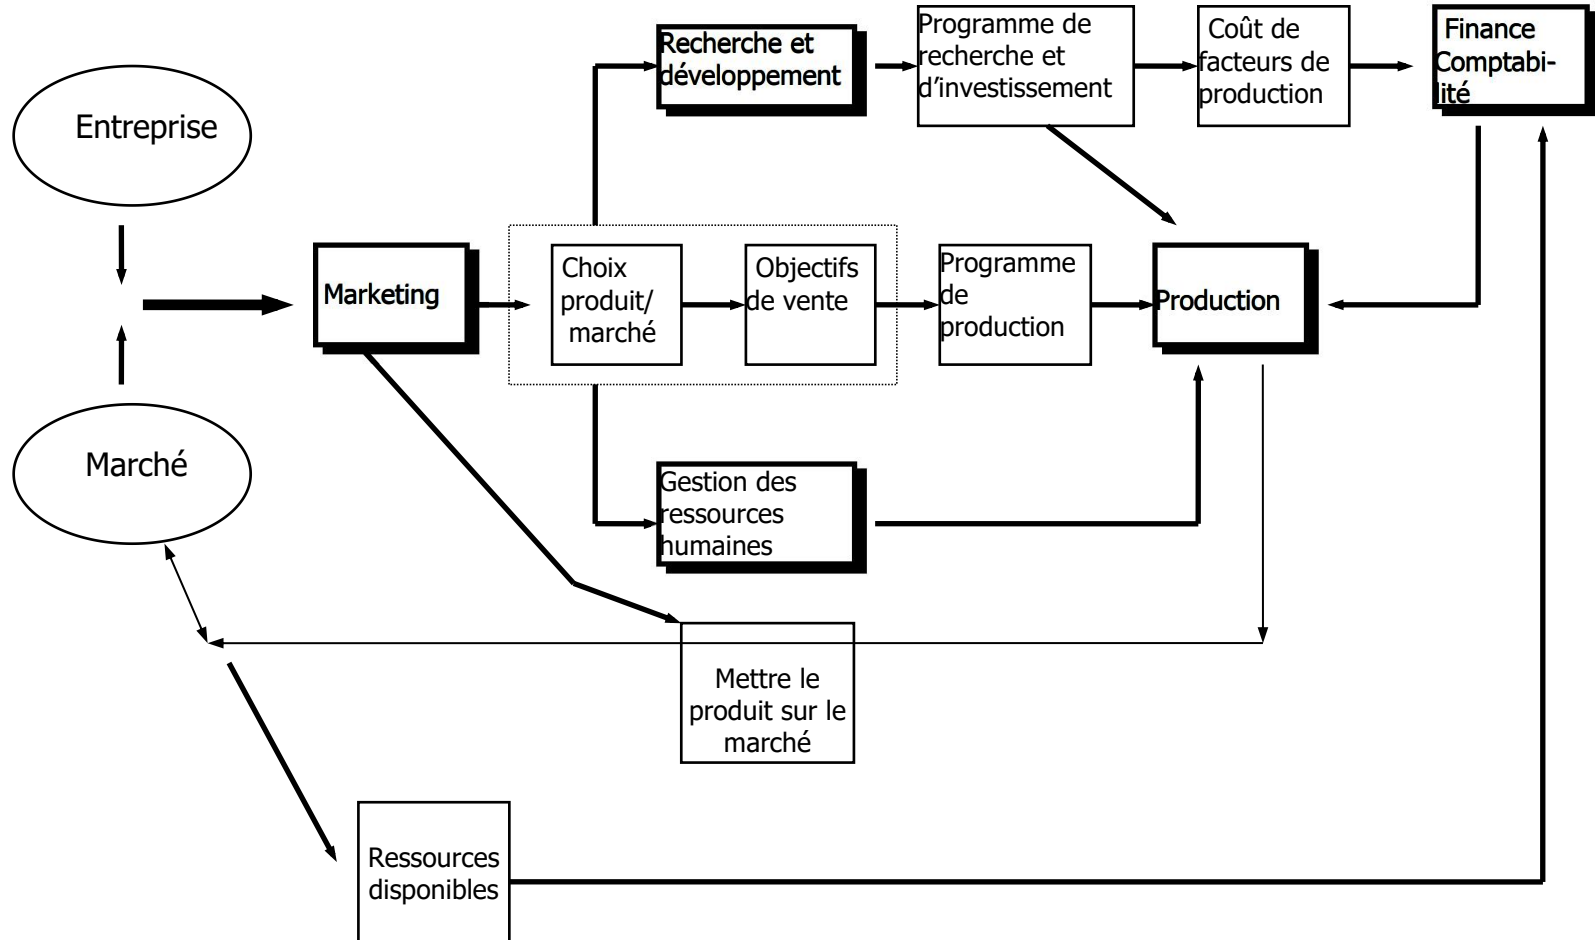 Entreprise
Marché
Marketing
Recherche et
développement
Programme de
recherche et
d’investissement
Coût de
facteurs de
production
Finance
Comptabi-
lité
Choix
produit/
marché
Objectifs
de vente
Programme
de
production
Production
Gestion des
ressources
humaines
Mettre le
produit sur le
marché
Ressources
disponibles